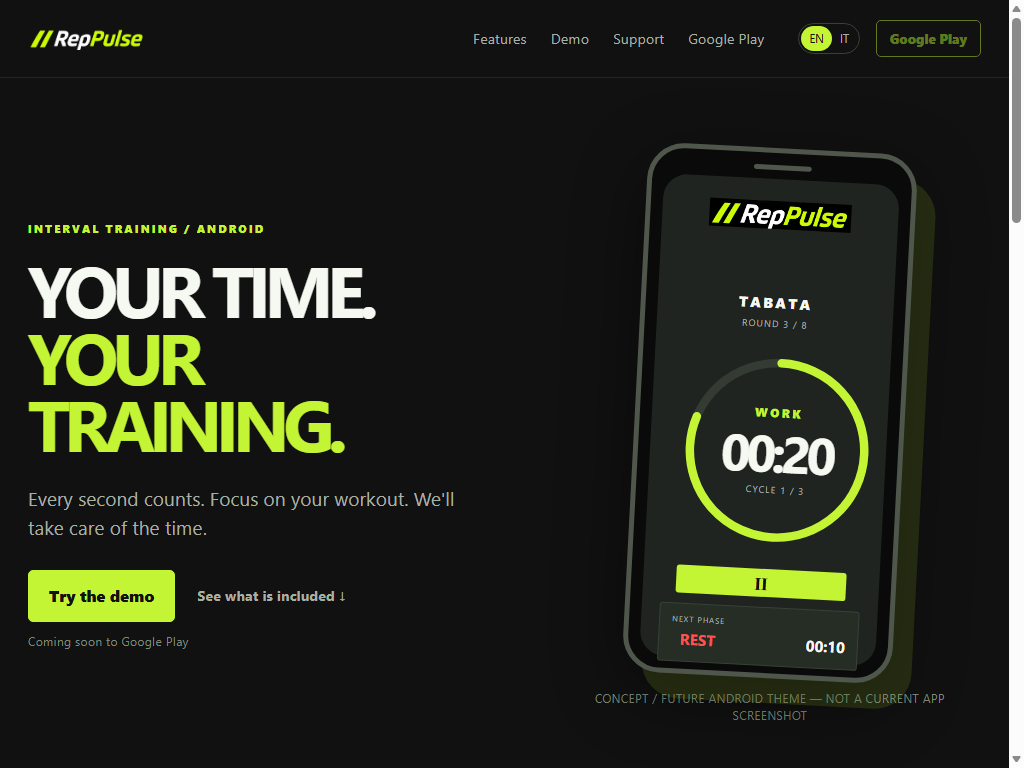 RepPulse
Features
Demo
Support
Google Play
EN
IT
Google Play
INTERVAL TRAINING / ANDROID
YOUR TIME.
YOUR
TRAINING.
Every second counts. Focus on your workout. We'll
take care of the time.
Try the demo
See what is included ↓
Coming soon to Google Play
RepPulse
TABATA
ROUND 3 / 8
WORK
00:20
CYCLE 1 / 3
NEXT PHASE
REST
00:10
CONCEPT / FUTURE ANDROID THEME — NOT A CURRENT APP
SCREENSHOT